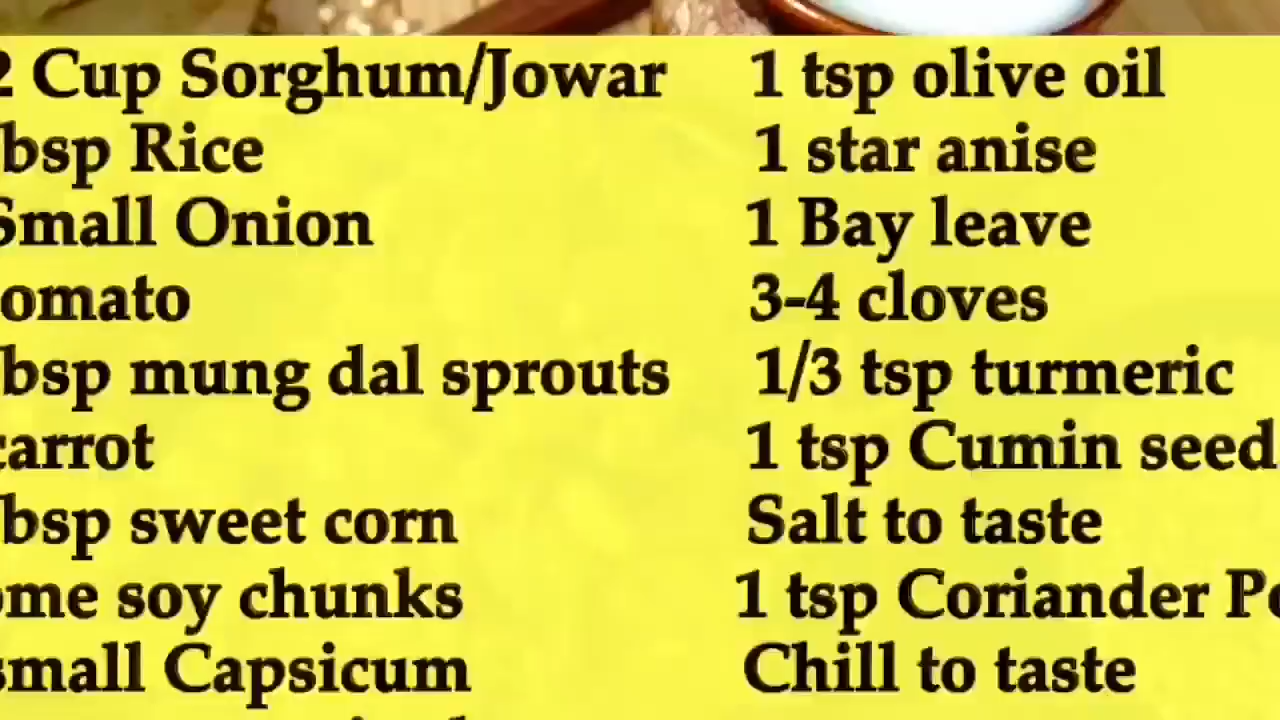 2 Cup Sorghum/Jowar
bsp Rice
Small Onion
omato
bsp mung dal sprouts
carrot
bsp sweet corn
ome soy chunks
small Capsicum
1 tsp olive oil
1 star anise
1 Bay leave
3-4 cloves
1/3 tsp turmeric
1 tsp Cumin seed
Salt to taste
1 tsp Coriander
Chill to taste